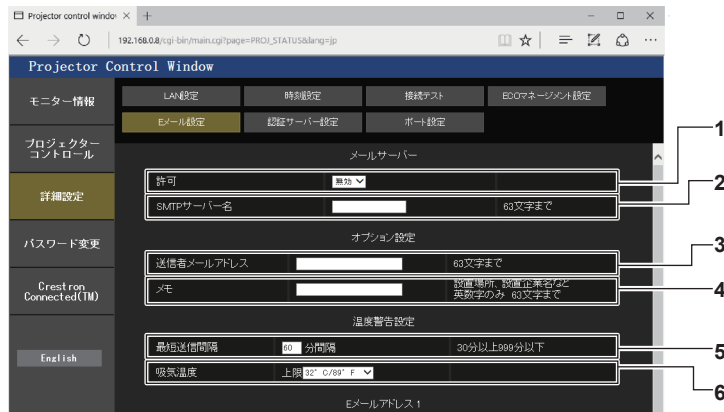 Projector control windov
192.168.0.8/cgi-bin/main.cgi?page=PROJ_STATUS&lang=jp
Projector Control Window
モニター情報
プロジェクター
コントロール
詳細設定
パスワード変更
Crestron
Connected(TM)
English
LAN設定 時刻設定 接続テスト ECOマネージメント設定
Eメール設定 認証サーバー設定 ポート設定
メールサーバー
許可 無効 1
SMTPサーバー名 63文字まで 2
オプション設定
送信者メールアドレス 63文字まで 3
メモ 設置場所、設置企業名など
英数字のみ 63文字まで 4
温度警告設定
最短送信間隔 60 分間隔 30分以上999分以下 5
吸気温度 上限 32°C/89°F 6
Eメールアドレス 1